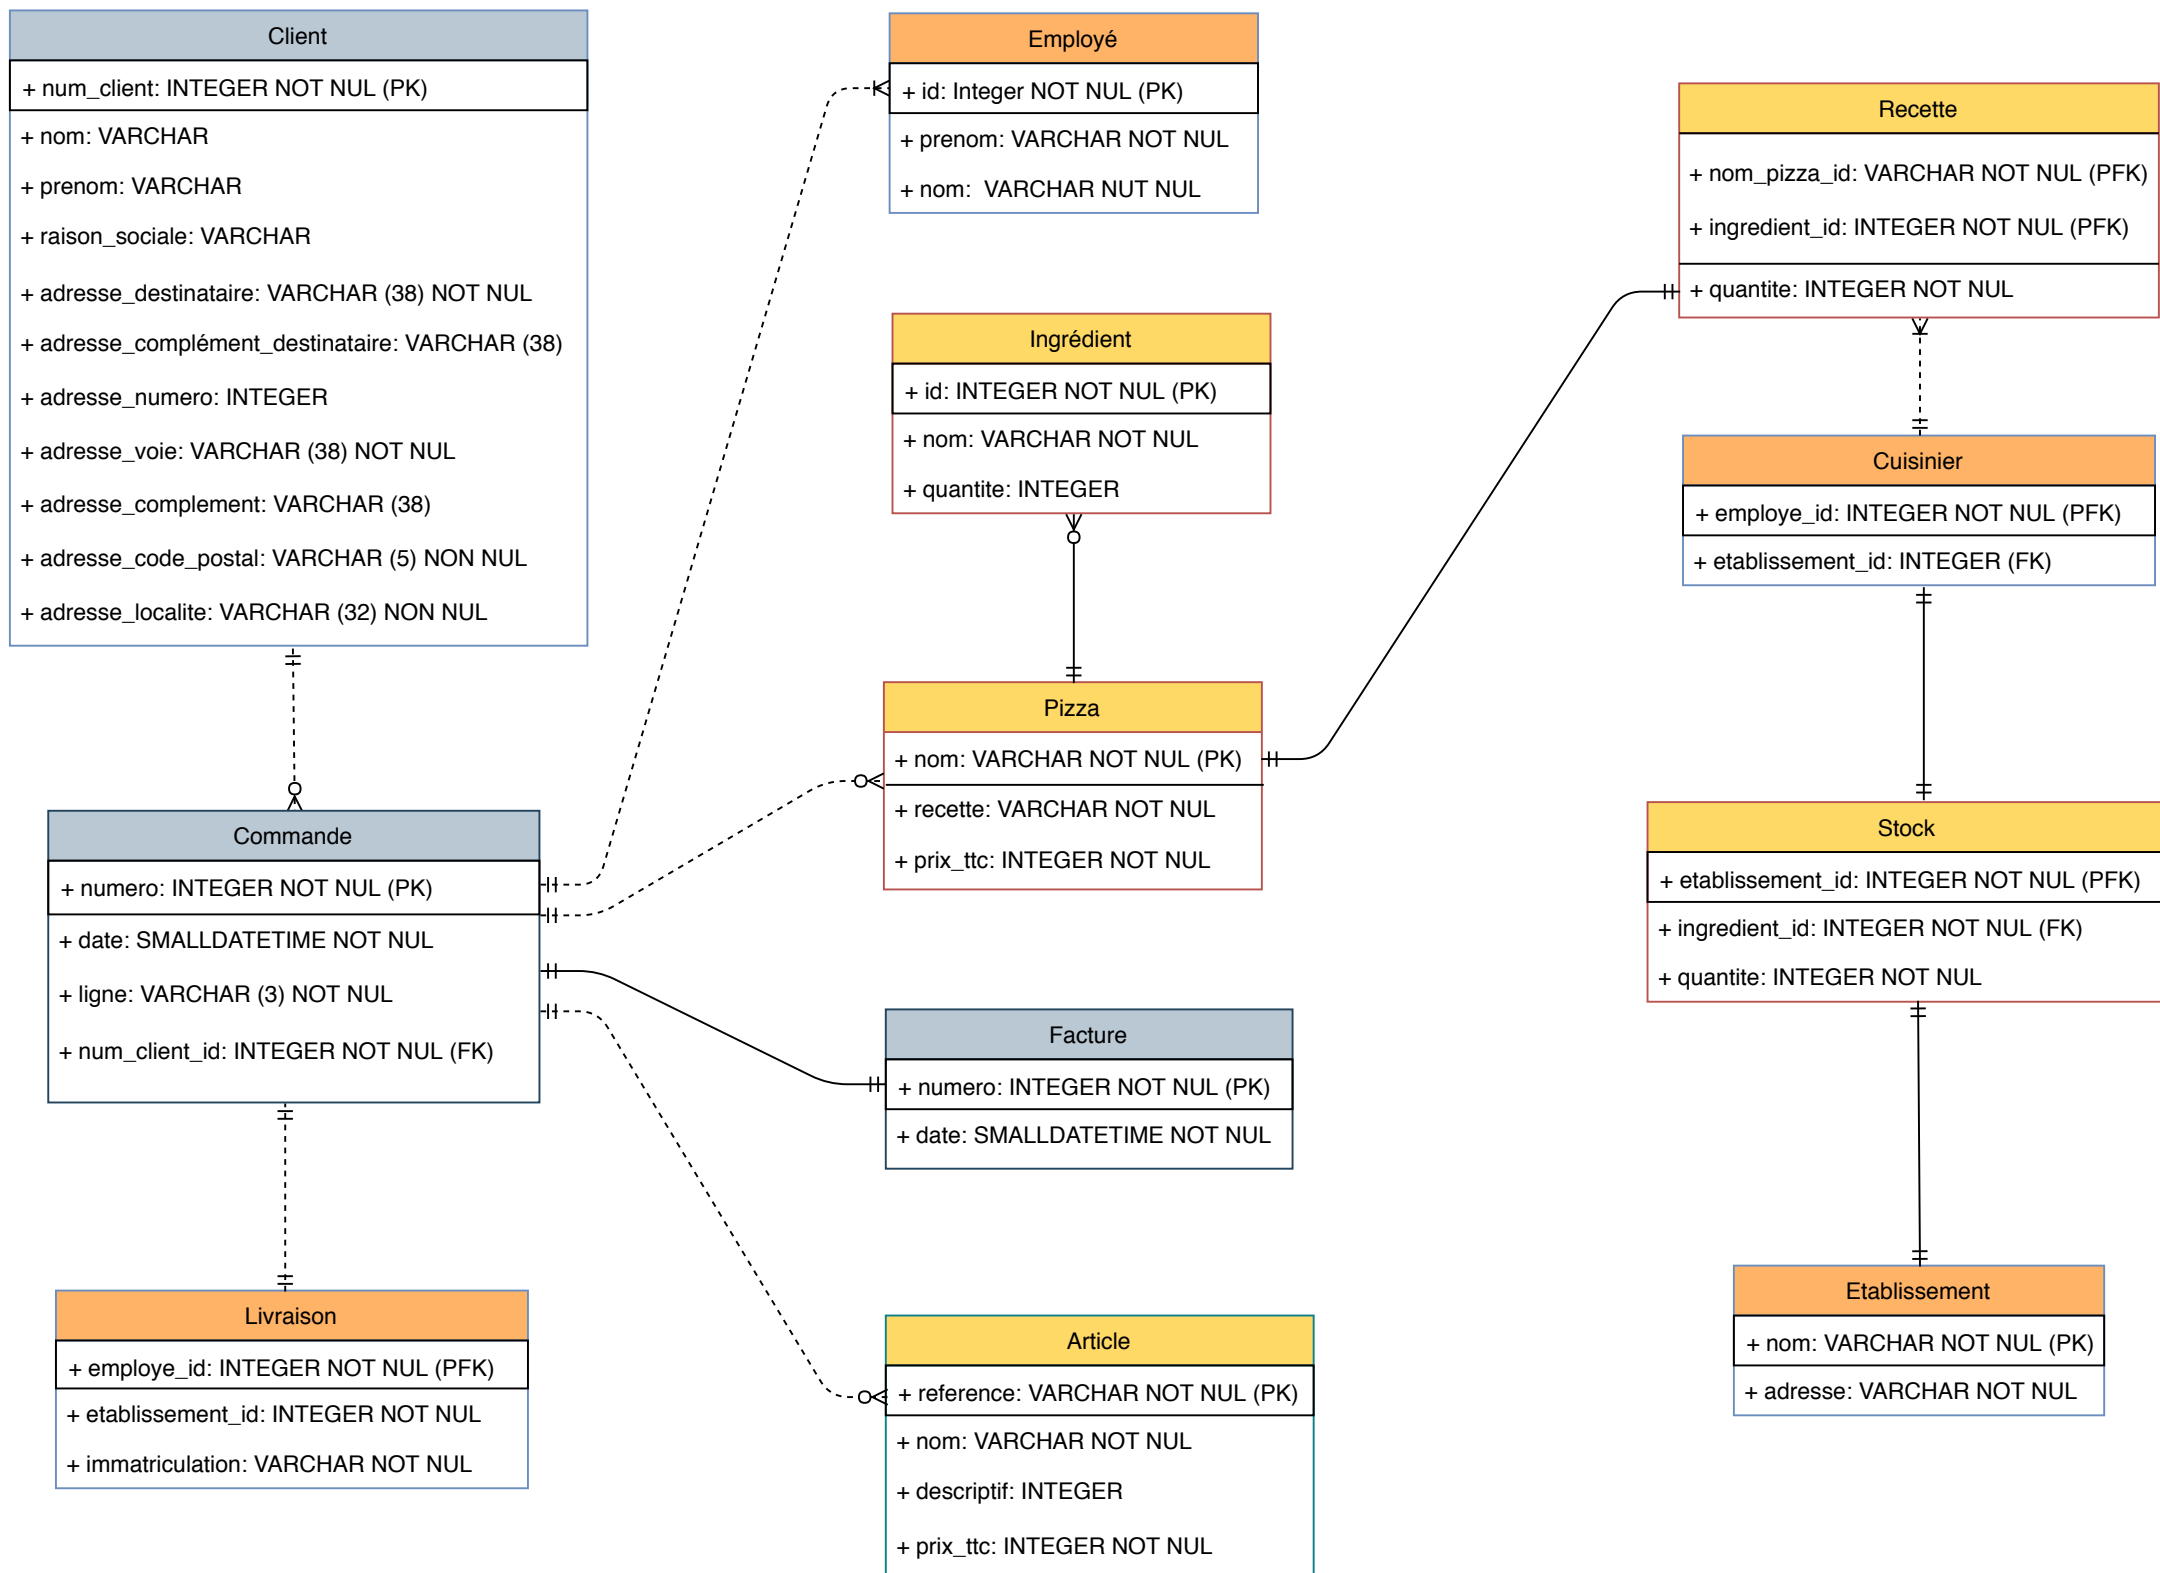 Client
+ num_client: INTEGER NOT NUL (PK)
+ nom: VARCHAR
+ prenom: VARCHAR
+ raison_sociale: VARCHAR
+ adresse_destinataire: VARCHAR (38) NOT NUL
+ adresse_complément_destinataire: VARCHAR (38)
+ adresse_numero: INTEGER
+ adresse_voie: VARCHAR (38) NOT NUL
+ adresse_complement: VARCHAR (38)
+ adresse_code_postal: VARCHAR (5) NON NUL
+ adresse_localite: VARCHAR (32) NON NUL
Commande
+ numero: INTEGER NOT NUL (PK)
+ date: SMALLDATETIME NOT NUL
+ ligne: VARCHAR (3) NOT NUL
+ num_client_id: INTEGER NOT NUL (FK)
Livraison
+ employe_id: INTEGER NOT NUL (PFK)
+ etablissement_id: INTEGER NOT NUL
+ immatriculation: VARCHAR NOT NUL
Employé
+ id: Integer NOT NUL (PK)
+ prenom: VARCHAR NOT NUL
+ nom:  VARCHAR NUT NUL
Ingrédient
+ id: INTEGER NOT NUL (PK)
+ nom: VARCHAR NOT NUL
+ quantite: INTEGER
Pizza
+ nom: VARCHAR NOT NUL (PK)
+ recette: VARCHAR NOT NUL
+ prix_ttc: INTEGER NOT NUL
Facture
+ numero: INTEGER NOT NUL (PK)
+ date: SMALLDATETIME NOT NUL
Article
+ reference: VARCHAR NOT NUL (PK)
+ nom: VARCHAR NOT NUL
+ descriptif: INTEGER
+ prix_ttc: INTEGER NOT NUL
Recette
+ nom_pizza_id: VARCHAR NOT NUL (PFK)
+ ingredient_id: INTEGER NOT NUL (PFK)
+ quantite: INTEGER NOT NUL
Cuisinier
+ employe_id: INTEGER NOT NUL (PFK)
+ etablissement_id: INTEGER (FK)
Stock
+ etablissement_id: INTEGER NOT NUL (PFK)
+ ingredient_id: INTEGER NOT NUL (FK)
+ quantite: INTEGER NOT NUL
Etablissement
+ nom: VARCHAR NOT NUL (PK)
+ adresse: VARCHAR NOT NUL